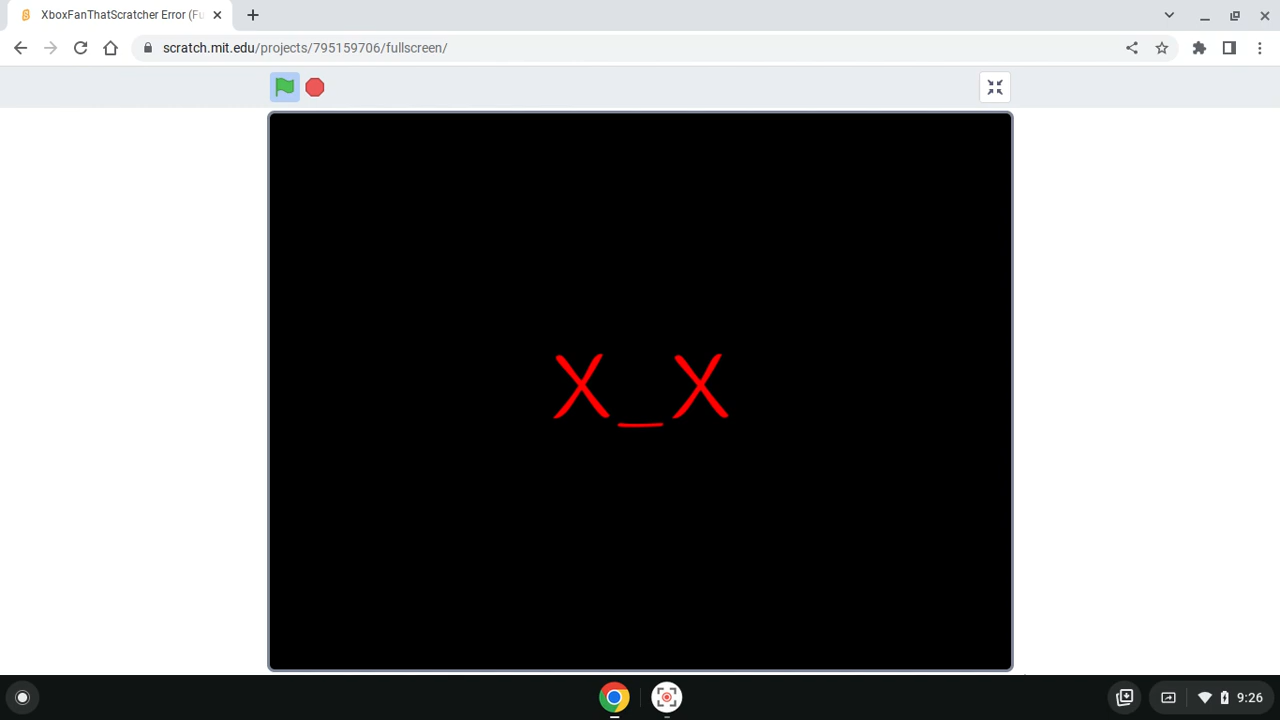 XboxFanThatScratcher Error (Fu
scratch.mit.edu/projects/795159706/fullscreen/
X_X
9:26